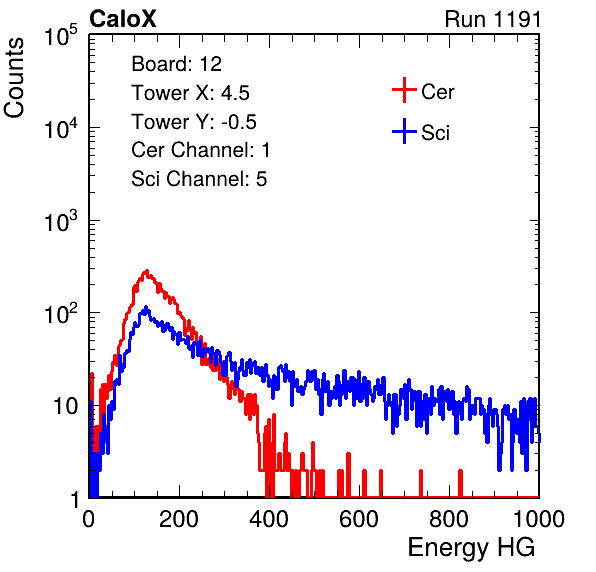 CaloX Run 1191
Counts
10^5
10^4
10^3
10^2
10
1
Board: 12
Tower X: 4.5
Tower Y: -0.5
Cer Channel: 1
Sci Channel: 5
Cer
Sci
0 200 400 600 800 1000
Energy HG